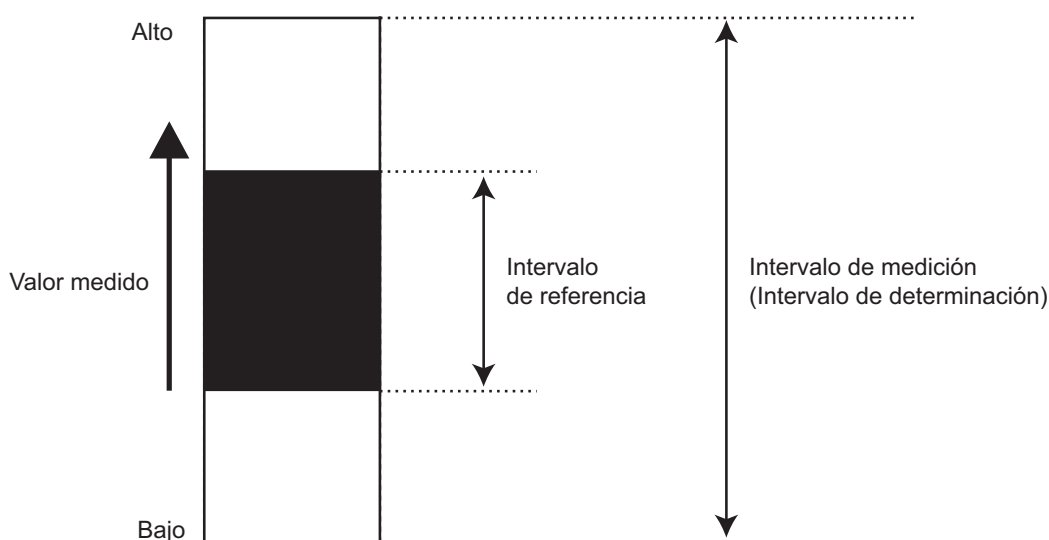 Alto
Valor medido
Intervalo
de referencia
Intervalo de medición
(Intervalo de determinación)
Bajo